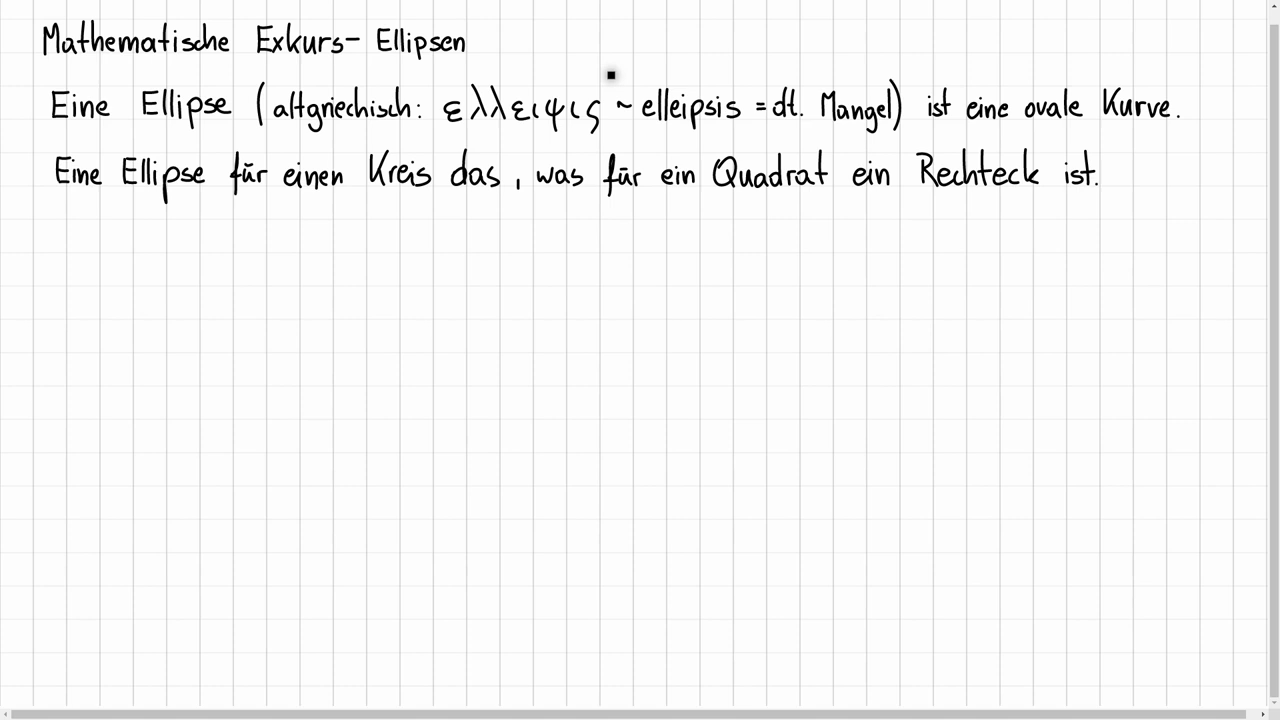 Mathematische Exkurs- Ellipsen
Eine Ellipse (altgriechisch: ελλειψις ~ elleipsis = dt. Mangel) ist eine ovale Kurve.
Eine Ellipse für einen Kreis das, was für ein Quadrat ein Rechteck ist.